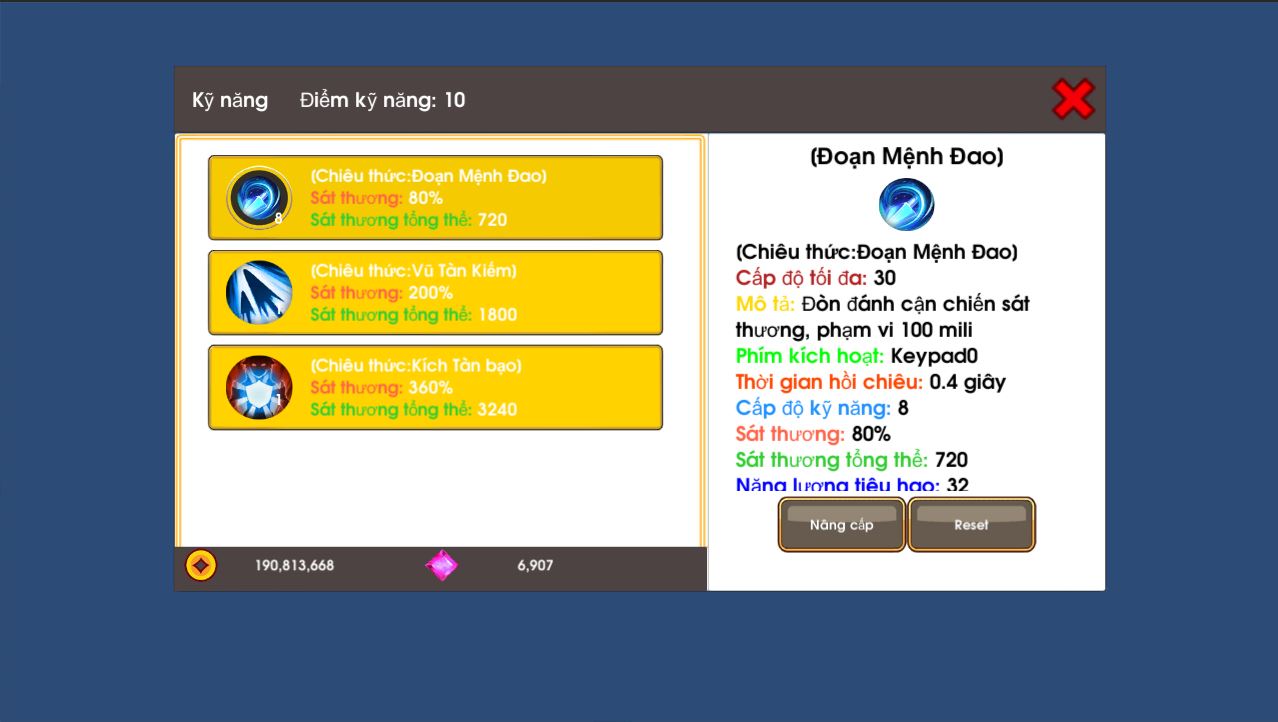 Kỹ năng Điểm kỹ năng: 10
(Chiêu thức:Đoạn Mệnh Đao)
Sát thương: 80%
Sát thương tổng thể: 720
8
(Chiêu thức:Vũ Tàn Kiếm)
Sát thương: 200%
Sát thương tổng thể: 1800
1
(Chiêu thức:Kích Tàn bạo)
Sát thương: 360%
Sát thương tổng thể: 3240
1
190,813,668 6,907
(Đoạn Mệnh Đao)
(Chiêu thức:Đoạn Mệnh Đao)
Cấp độ tối đa: 30
Mô tả: Đòn đánh cận chiến sát
thương, phạm vi 100 mili
Phím kích hoạt: Keypad0
Thời gian hồi chiêu: 0.4 giây
Cấp độ kỹ năng: 8
Sát thương: 80%
Sát thương tổng thể: 720
Năng lượng tiêu hao: 32
Nâng cấp Reset